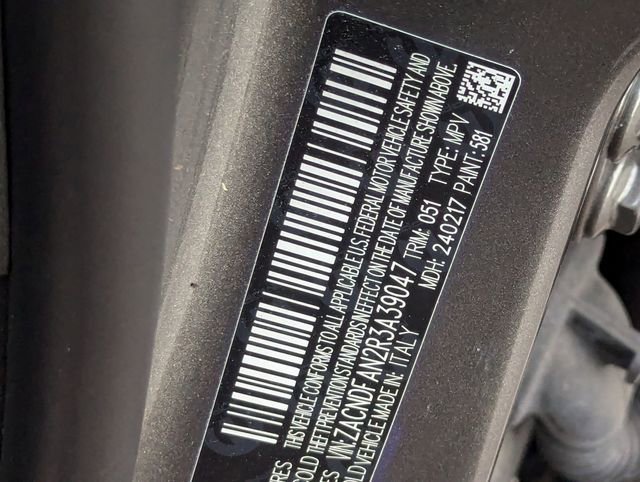 THIS VEHICLE CONFORMS TO ALL APPLICABLE U.S. FEDERAL MOTOR VEHICLE SAFETY AND
THEFT PREVENTION STANDARDS IN EFFECT ON THE DATE OF MANUFACTURE SHOWN ABOVE.
VIN: ZACNDFAN2R3A39047 TRIM: 051 TYPE: MPV
VEHICLE MADE IN: ITALY MDH: 240217 PAINT: 581